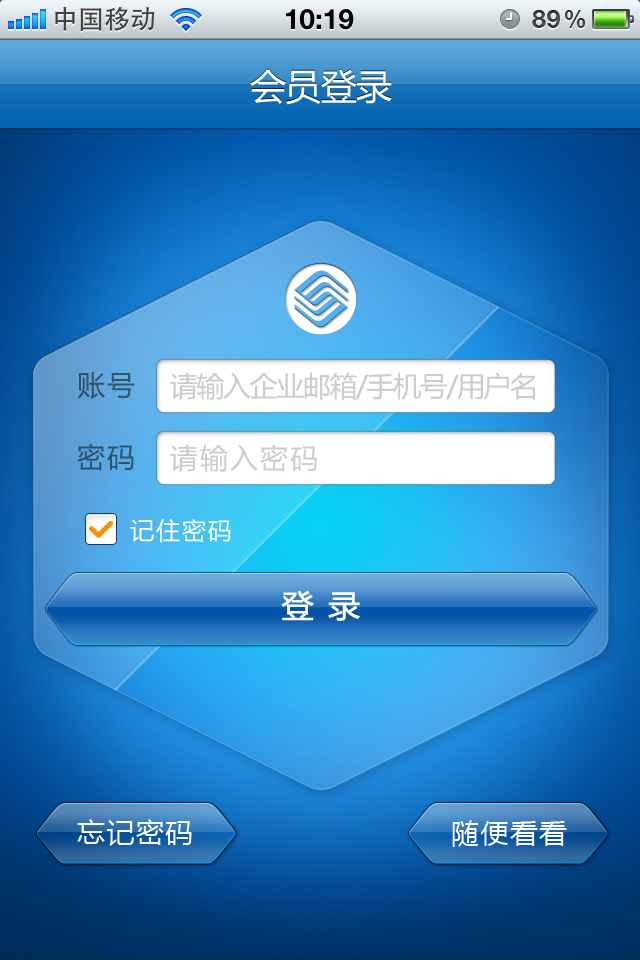 中国移动 10:19 89%
会员登录
账号 请输入企业邮箱/手机号/用户名
密码 请输入密码
记住密码
登 录
忘记密码 随便看看